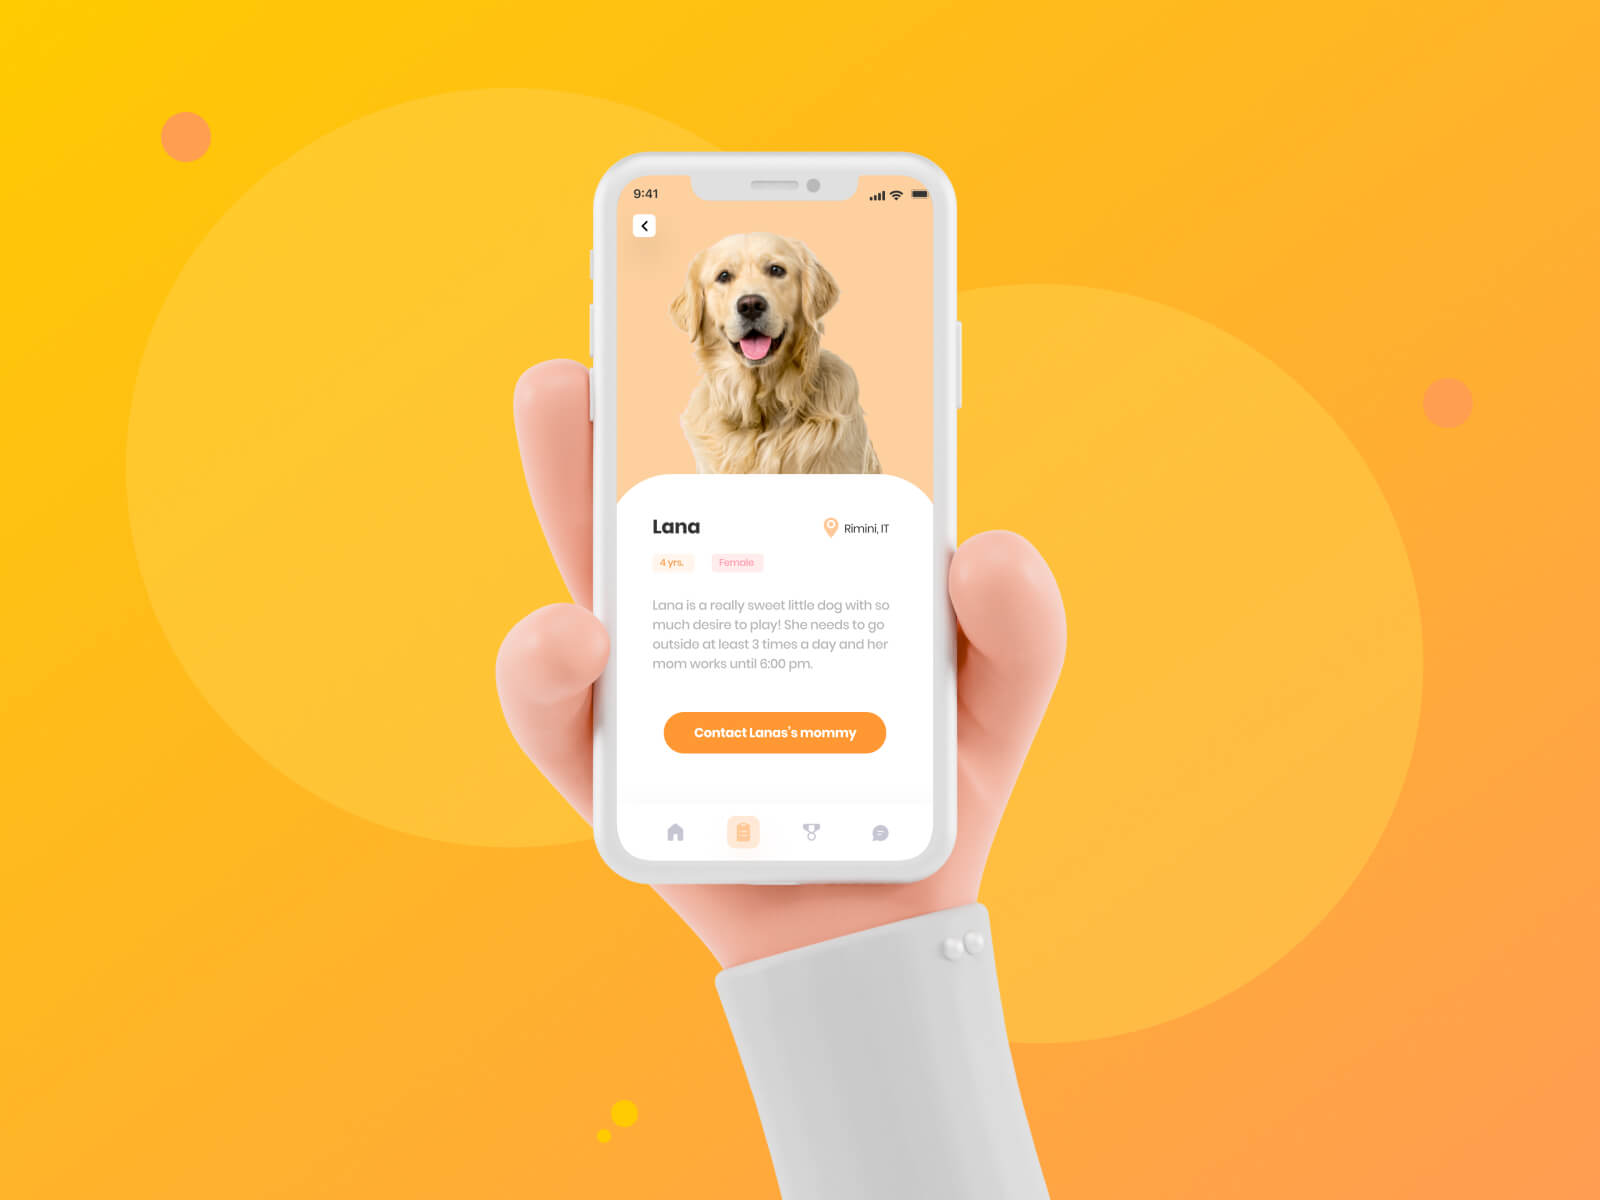 9:41
Lana
Rimini, IT
4 yrs.
Female
Lana is a really sweet little dog with so
much desire to play! She needs to go
outside at least 3 times a day and her
mom works until 6:00 pm.
Contact Lanas's mommy